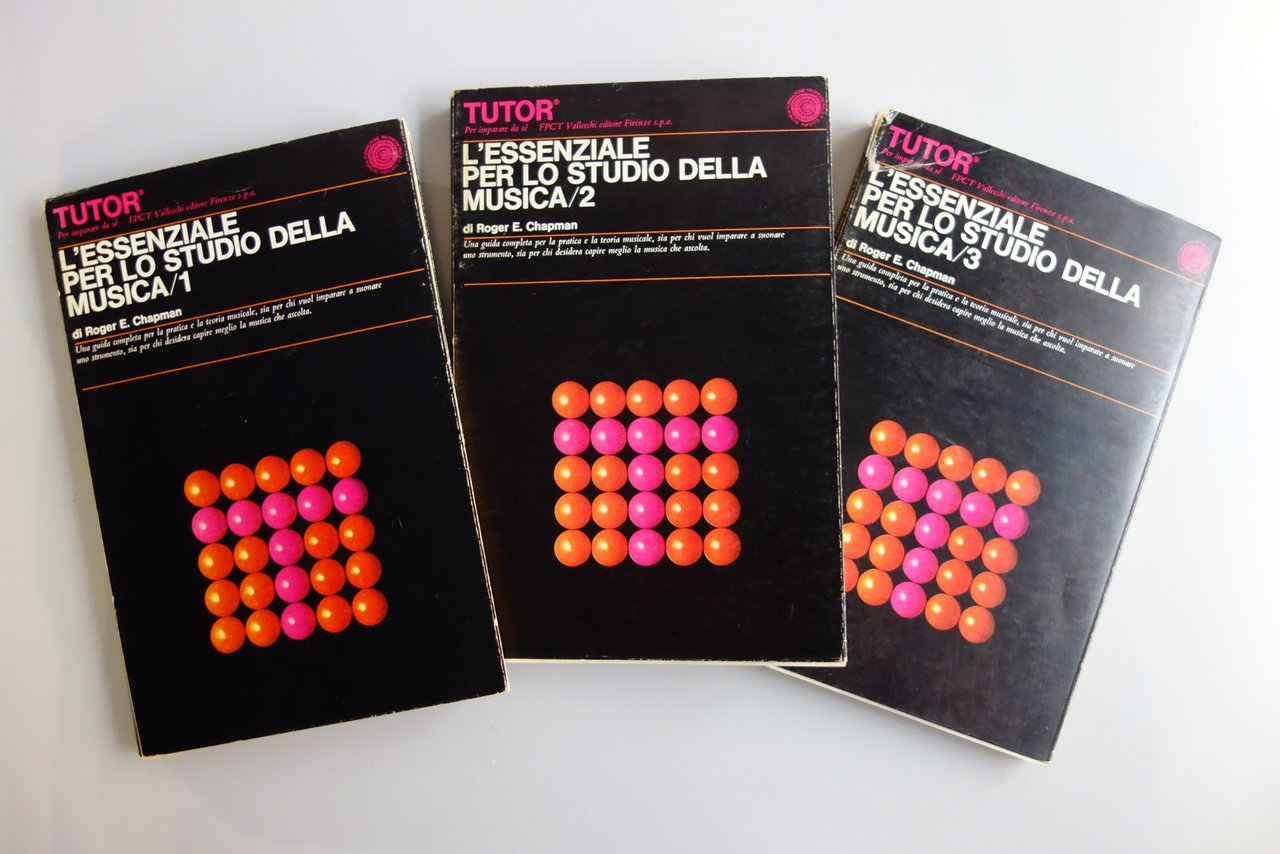 TUTOR®
Per imparare da sé FPCT Vallecchi editore Firenze s.p.a.
L'ESSENZIALE
PER LO STUDIO DELLA
MUSICA/1
di Roger E. Chapman
Una guida completa per la pratica e la teoria musicale, sia per chi vuol imparare a suonare
uno strumento, sia per chi desidera capire meglio la musica che ascolta.
TUTOR®
Per imparare da sé FPCT Vallecchi editore Firenze s.p.a.
L'ESSENZIALE
PER LO STUDIO DELLA
MUSICA/2
di Roger E. Chapman
Una guida completa per la pratica e la teoria musicale, sia per chi vuol imparare a suonare
uno strumento, sia per chi desidera capire meglio la musica che ascolta.
TUTOR®
Per imparare da sé FPCT Vallecchi editore Firenze s.p.a.
L'ESSENZIALE
PER LO STUDIO DELLA
MUSICA/3
di Roger E. Chapman
Una guida completa per la pratica e la teoria musicale, sia per chi vuol imparare a suonare
uno strumento, sia per chi desidera capire meglio la musica che ascolta.